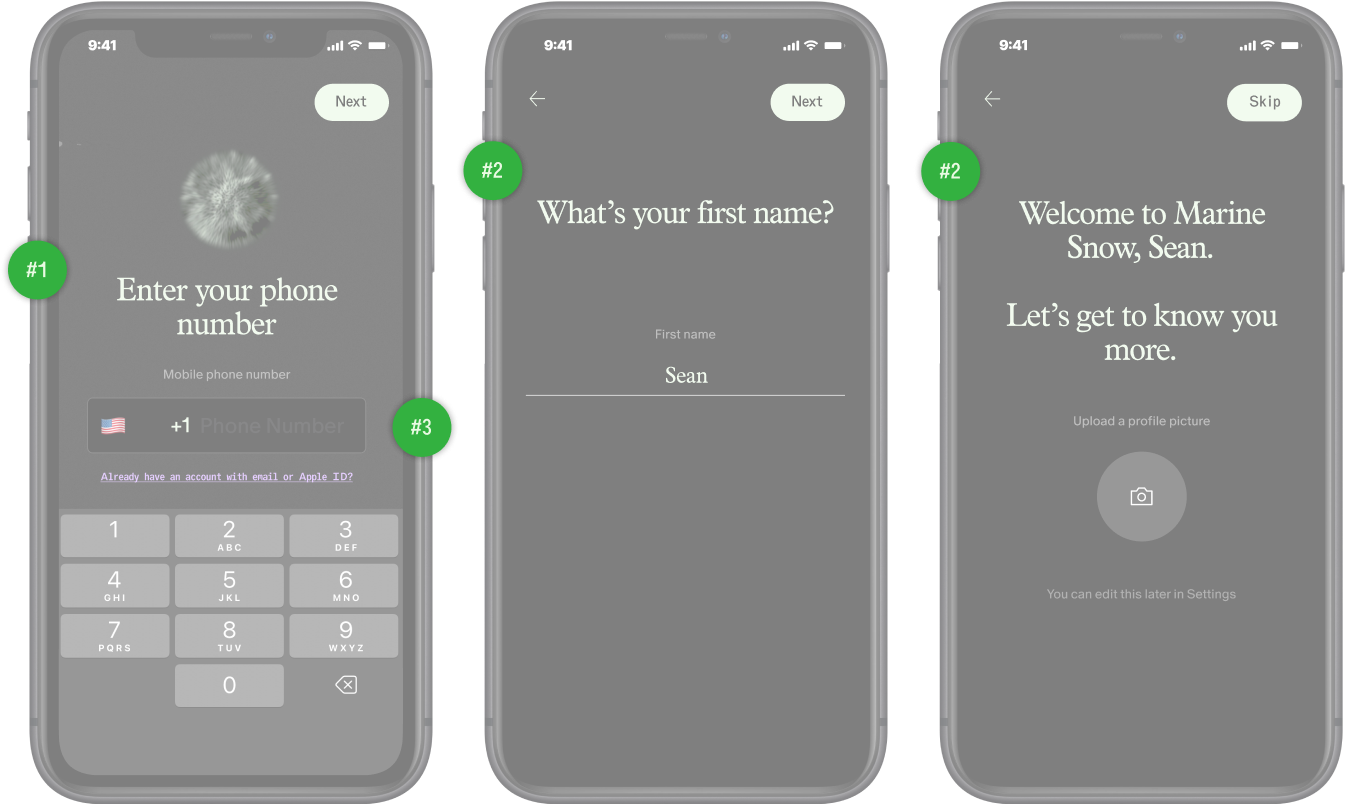 9:41
Next
#1
Enter your phone
number
Mobile phone number
+1 Phone Number
#3
Already have an account with email or Apple ID?
1
2
ABC
3
DEF
4
GHI
5
JKL
6
MNO
7
PQRS
8
TUV
9
WXYZ
0
9:41
Next
#2
What's your first name?
First name
Sean
9:41
Skip
#2
Welcome to Marine
Snow, Sean.
Let's get to know you
more.
Upload a profile picture
You can edit this later in Settings